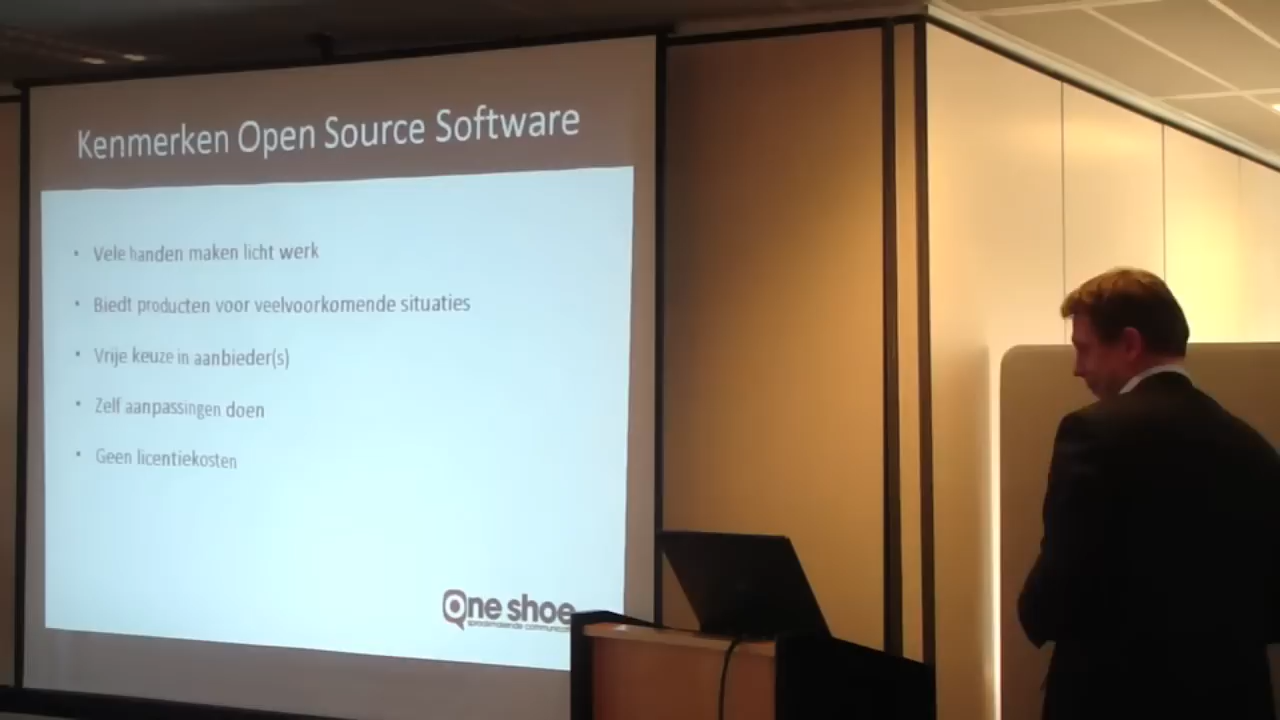 Kenmerken Open Source Software
• Vele handen maken licht werk
• Biedt producten voor veelvoorkomende situaties
• Vrije keuze in aanbieder(s)
• Zelf aanpassingen doen
• Geen licentiekosten
One shoe
spraakmakende